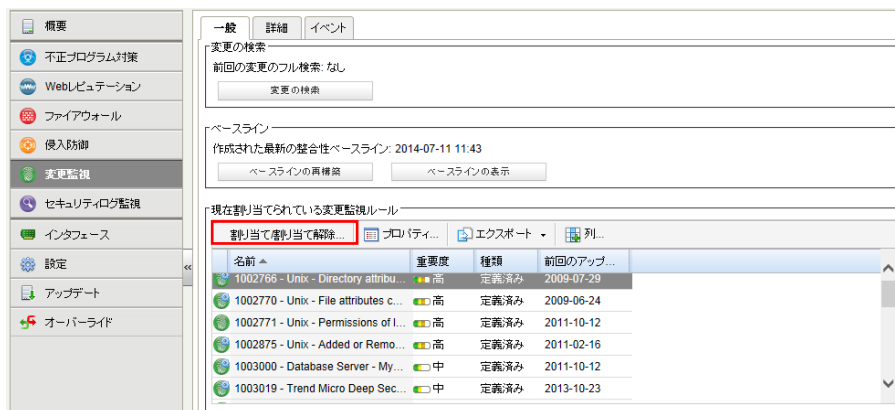 概要
不正プログラム対策
Webレピュテーション
ファイアウォール
侵入防御
変更監視
セキュリティログ監視
インタフェース
設定
アップデート
オーバーライド
一般 詳細 イベント
変更の検索
前回の変更のフル検索: なし
変更の検索
ベースライン
作成された最新の整合性ベースライン: 2014-07-11 11:43
ベースラインの再構築 ベースラインの表示
現在割り当てられている変更監視ルール
割り当て/割り当て解除... プロパティ... エクスポート 列...
名前 重要度 種類 前回のアップ...
1002766 - Unix - Directory attribu... 高 定義済み 2009-07-29
1002770 - Unix - File attributes c... 高 定義済み 2009-06-24
1002771 - Unix - Permissions of l... 高 定義済み 2011-10-12
1002875 - Unix - Added or Remo... 高 定義済み 2011-02-16
1003000 - Database Server - My... 中 定義済み 2011-10-12
1003019 - Trend Micro Deep Sec... 中 定義済み 2013-10-23